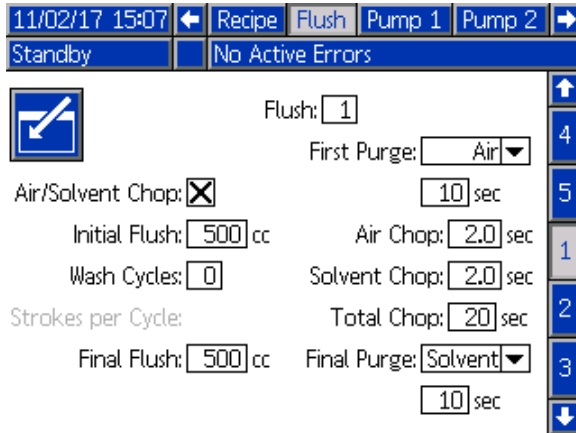 11/02/17 15:07 Recipe Flush Pump 1 Pump 2
Standby No Active Errors
Flush: 1
First Purge: Air
10 sec
Air/Solvent Chop:
Initial Flush: 500 cc
Air Chop: 2.0 sec
Wash Cycles: 0
Solvent Chop: 2.0 sec
Strokes per Cycle:
Total Chop: 20 sec
Final Flush: 500 cc
Final Purge: Solvent
10 sec
4
5
1
2
3